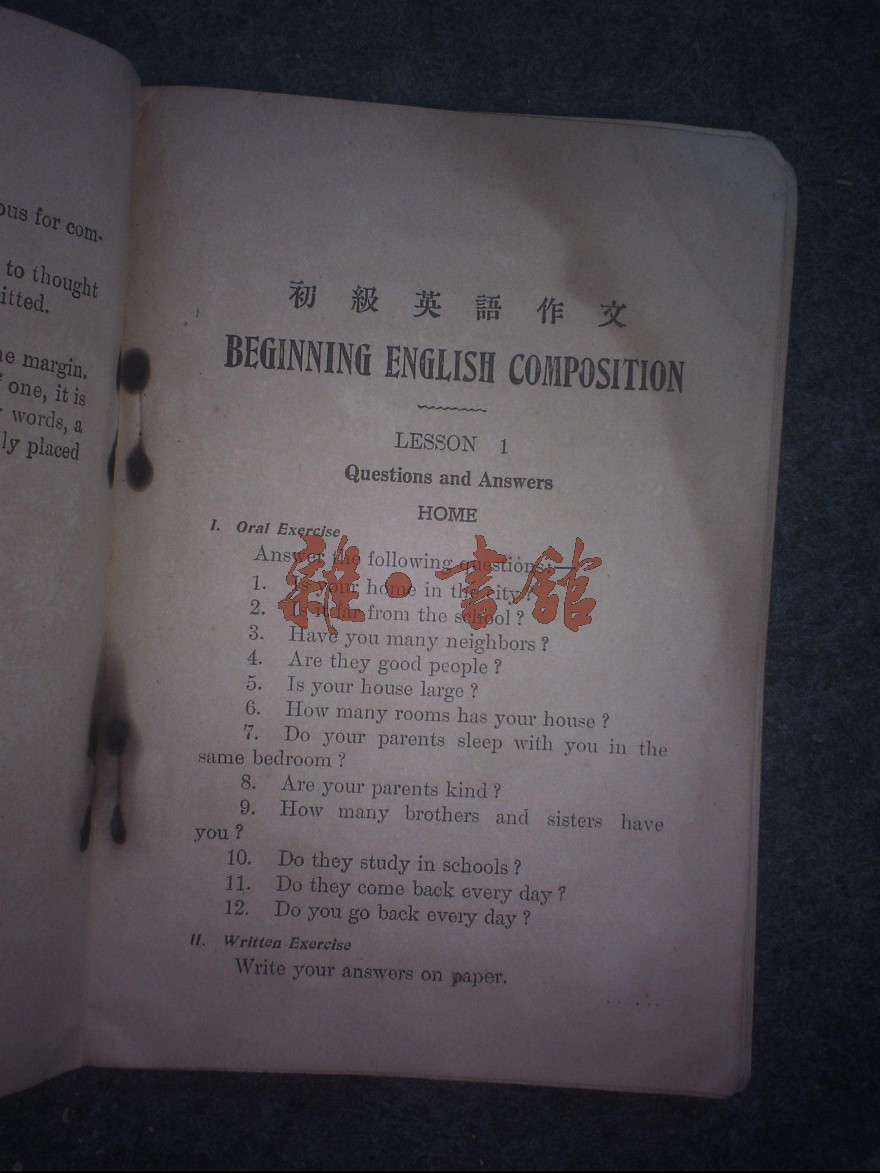 ous for com-
to thought
itted.
ne margin.
one, it is
words, a
ly placed
初級英語作文
BEGINNING ENGLISH COMPOSITION
LESSON 1
Questions and Answers
HOME
I. Oral Exercise
Answer the following questions:—
1. Is your home in the city?
2. Is it far from the school?
3. Have you many neighbors?
4. Are they good people?
5. Is your house large?
6. How many rooms has your house?
7. Do your parents sleep with you in the
same bedroom?
8. Are your parents kind?
9. How many brothers and sisters have
you?
10. Do they study in schools?
11. Do they come back every day?
12. Do you go back every day?
II. Written Exercise
Write your answers on paper.
雜·書館